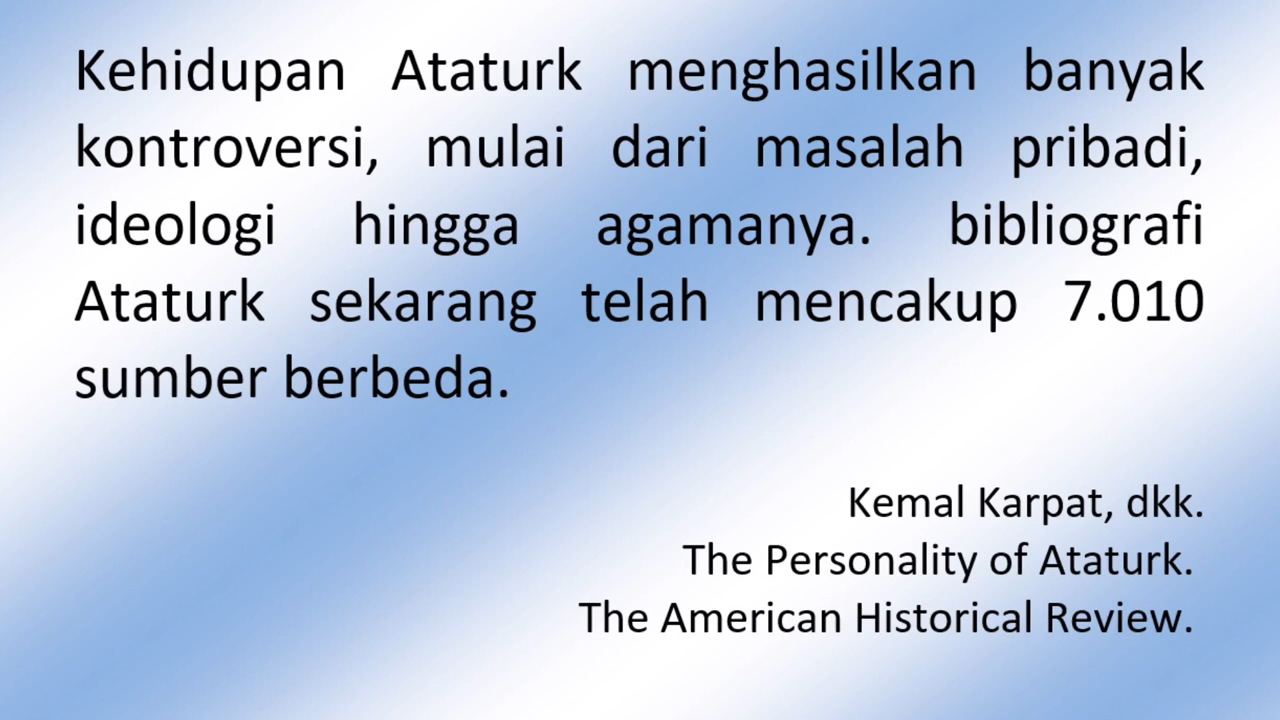 Kehidupan Ataturk menghasilkan banyak
kontroversi, mulai dari masalah pribadi,
ideologi hingga agamanya. bibliografi
Ataturk sekarang telah mencakup 7.010
sumber berbeda.
Kemal Karpat, dkk.
The Personality of Ataturk.
The American Historical Review.